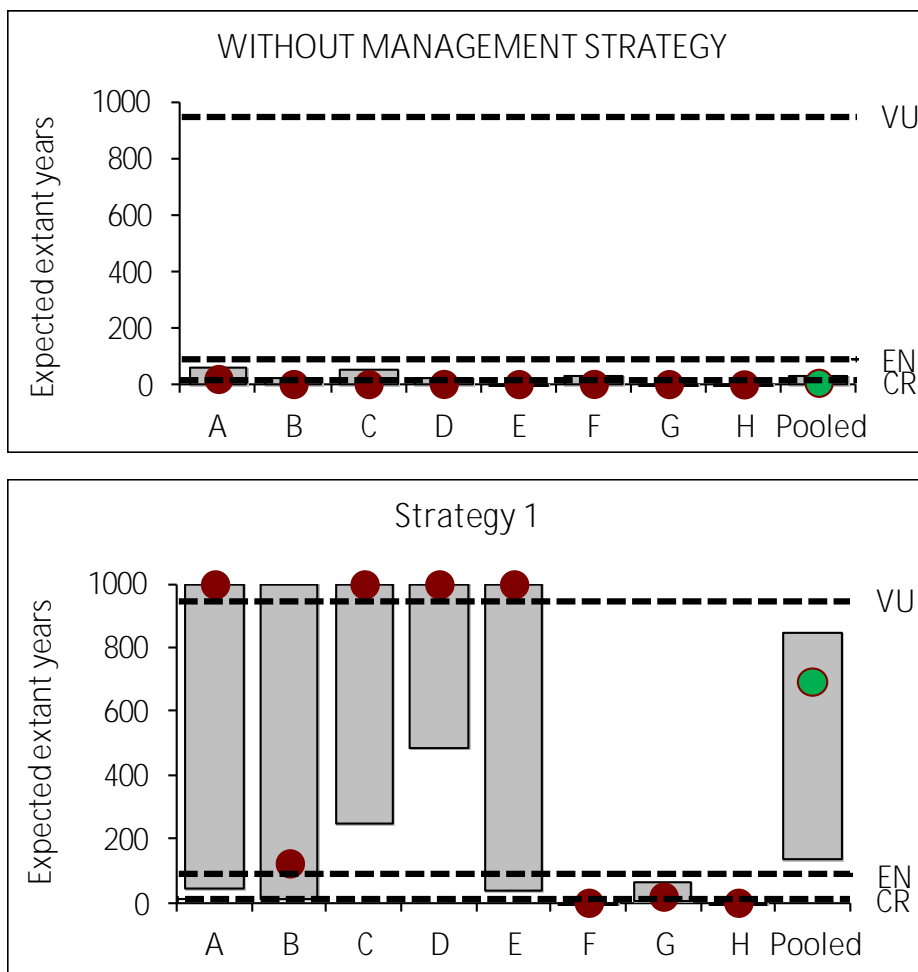 WITHOUT MANAGEMENT STRATEGY
Expected extant years
1000
800
600
400
200
0
VU
EN
CR
A B C D E F G H Pooled
Strategy 1
Expected extant years
1000
800
600
400
200
0
VU
EN
CR
A B C D E F G H Pooled